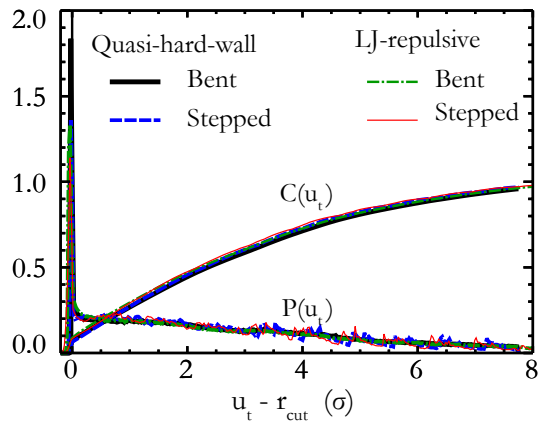 2.0
1.5
1.0
0.5
0.0
Quasi-hard-wall
Bent
Stepped
LJ-repulsive
Bent
Stepped
C(u_t)
P(u_t)
0 2 4 6 8
u_t - r_cut (σ)